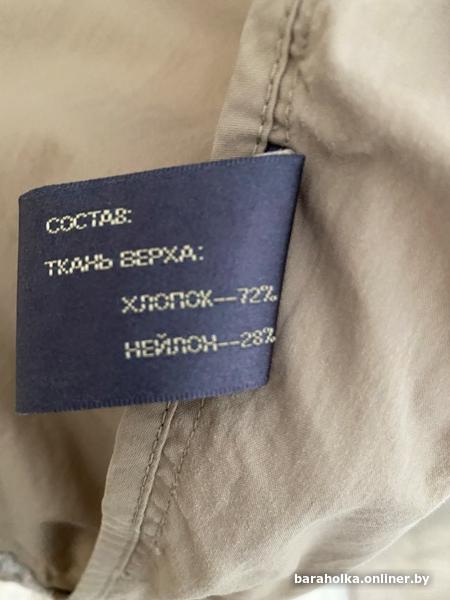 СОСТАВ:
ТКАНЬ ВЕРХА:
ХЛОПОК--72%
НЕЙЛОН--28%
baraholka.onliner.by